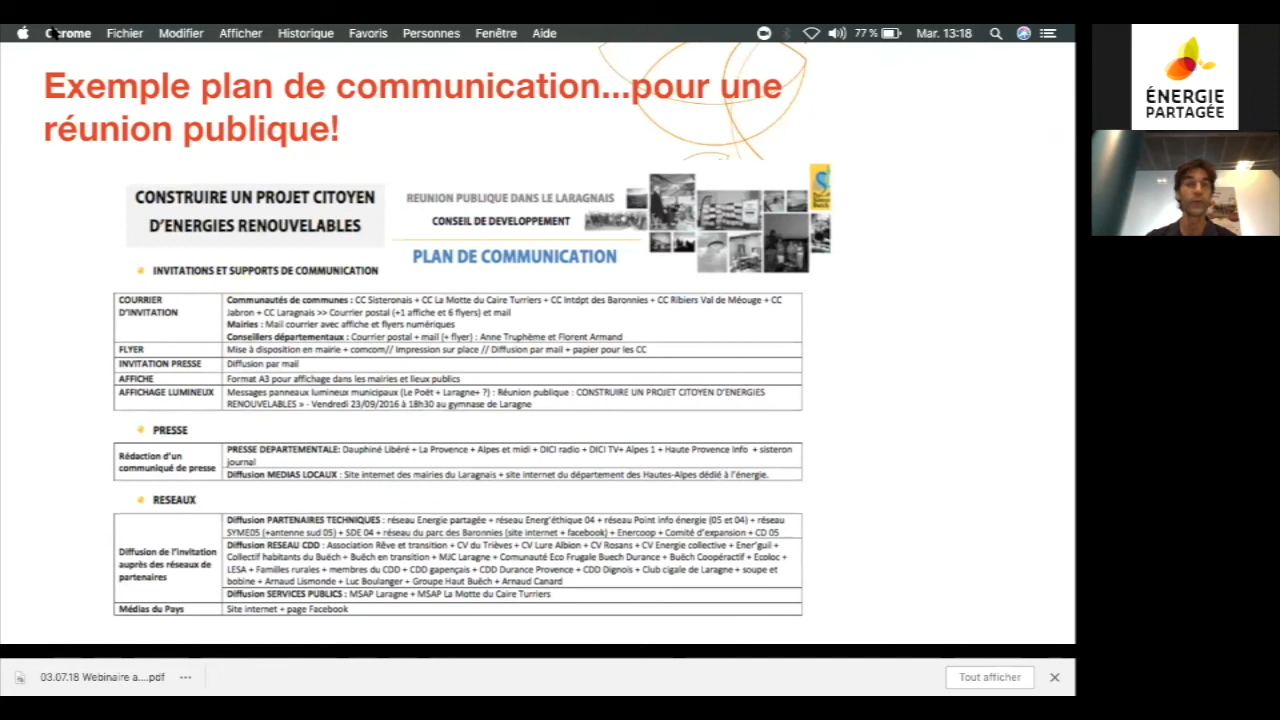 Chrome Fichier Modifier Afficher Historique Favoris Personnes Fenêtre Aide 77 % Mar. 13:18
Exemple plan de communication...pour une
réunion publique!
ÉNERGIE
PARTAGÉE
CONSTRUIRE UN PROJET CITOYEN
D'ENERGIES RENOUVELABLES
REUNION PUBLIQUE DANS LE LARAGNAIS
CONSEIL DE DEVELOPPEMENT
PLAN DE COMMUNICATION
INVITATIONS ET SUPPORTS DE COMMUNICATION
COURRIER
D'INVITATION
Communautés de communes : CC Sisteronais + CC La Motte du Caire Turriers + CC Intdpt des Baronnies + CC Ribiers Val de Méouge + CC
Jabron + CC Laragnais >> Courrier postal (+1 affiche et 6 flyers) et mail
Mairies : Mail courrier avec affiche et flyers numériques
Conseillers départementaux : Courrier postal + mail (+ flyer) : Anne Truphème et Florent Armand
FLYER
Mise à disposition en mairie + comcom// Impression sur place // Diffusion par mail + papier pour les CC
INVITATION PRESSE
Diffusion par mail
AFFICHE
Format A3 pour affichage dans les mairies et lieux publics
AFFICHAGE LUMINEUX
Messages panneaux lumineux municipaux (Le Poët + Laragne+ ?) : Réunion publique : CONSTRUIRE UN PROJET CITOYEN D'ENERGIES
RENOUVELABLES » - Vendredi 23/09/2016 à 18h30 au gymnase de Laragne
PRESSE
Rédaction d'un
communiqué de presse
PRESSE DEPARTEMENTALE: Dauphiné Libéré + La Provence + Alpes et midi + DICI radio + DICI TV+ Alpes 1 + Haute Provence Info + sisteron
journal
Diffusion MEDIAS LOCAUX : Site internet des mairies du Laragnais + site internet du département des Hautes-Alpes dédié à l'énergie.
RESEAUX
Diffusion de l'invitation
auprès des réseaux de
partenaires
Diffusion PARTENAIRES TECHNIQUES : réseau Energie partagée + réseau Energ'éthique 04 + réseau Point info énergie (05 et 04) + réseau
SYME05 (+antenne sud 05) + SDE 04 + réseau du parc des Baronnies (site internet + facebook) + Enercoop + Comité d'expansion + CD 05
Diffusion RESEAU CDD : Association Rêve et transition + CV du Trièves + CV Lure Albion + CV Rosans + CV Energie collective + Ener'guil +
Collectif habitants du Buëch + Buëch en transition + MJC Laragne + Comunauté Eco Frugale Buech Durance + Buëch Coopératif + Ecoloc +
LESA + Familles rurales + membres du CDD + CDD gapençais + CDD Durance Provence + CDD Dignois + Club cigale de Laragne + soupe et
bobine + Arnaud Lismonde + Luc Boulanger + Groupe Haut Buëch + Arnaud Canard
Diffusion SERVICES PUBLICS : MSAP Laragne + MSAP La Motte du Caire Turriers
Médias du Pays
Site internet + page Facebook
03.07.18 Webinaire a....pdf
Tout afficher